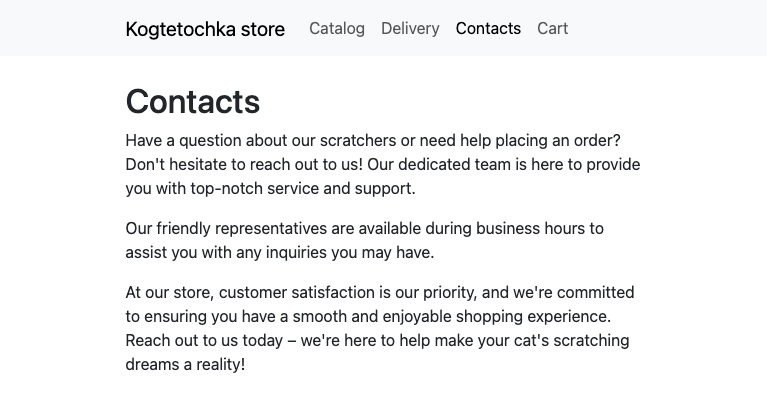 Kogtetochka store Catalog Delivery Contacts Cart
Contacts
Have a question about our scratchers or need help placing an order?
Don't hesitate to reach out to us! Our dedicated team is here to provide
you with top-notch service and support.
Our friendly representatives are available during business hours to
assist you with any inquiries you may have.
At our store, customer satisfaction is our priority, and we're committed
to ensuring you have a smooth and enjoyable shopping experience.
Reach out to us today – we're here to help make your cat's scratching
dreams a reality!